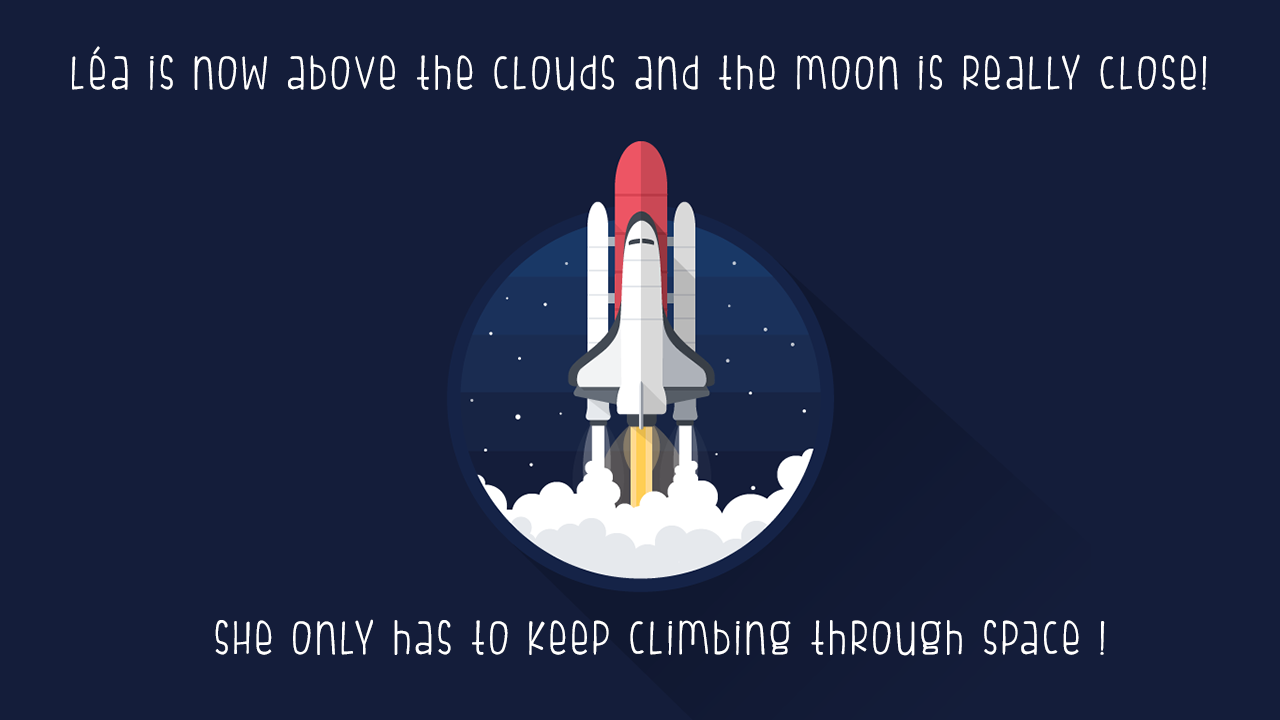 Léa is now above the clouds and the moon is really close!
She only has to keep climbing through space !